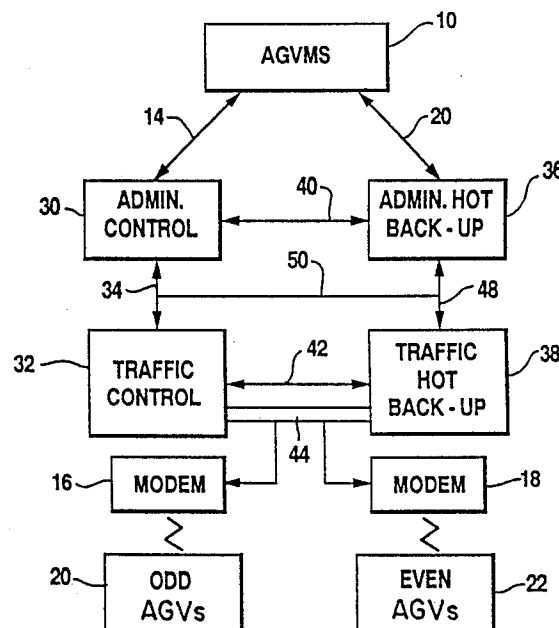 10
AGVMS
14
20
30
ADMIN.
CONTROL
40
ADMIN. HOT
BACK - UP
36
34
50
48
32
TRAFFIC
CONTROL
42
TRAFFIC
HOT
BACK - UP
38
44
16
MODEM
MODEM
18
20
ODD
AGVs
EVEN
AGVs
22